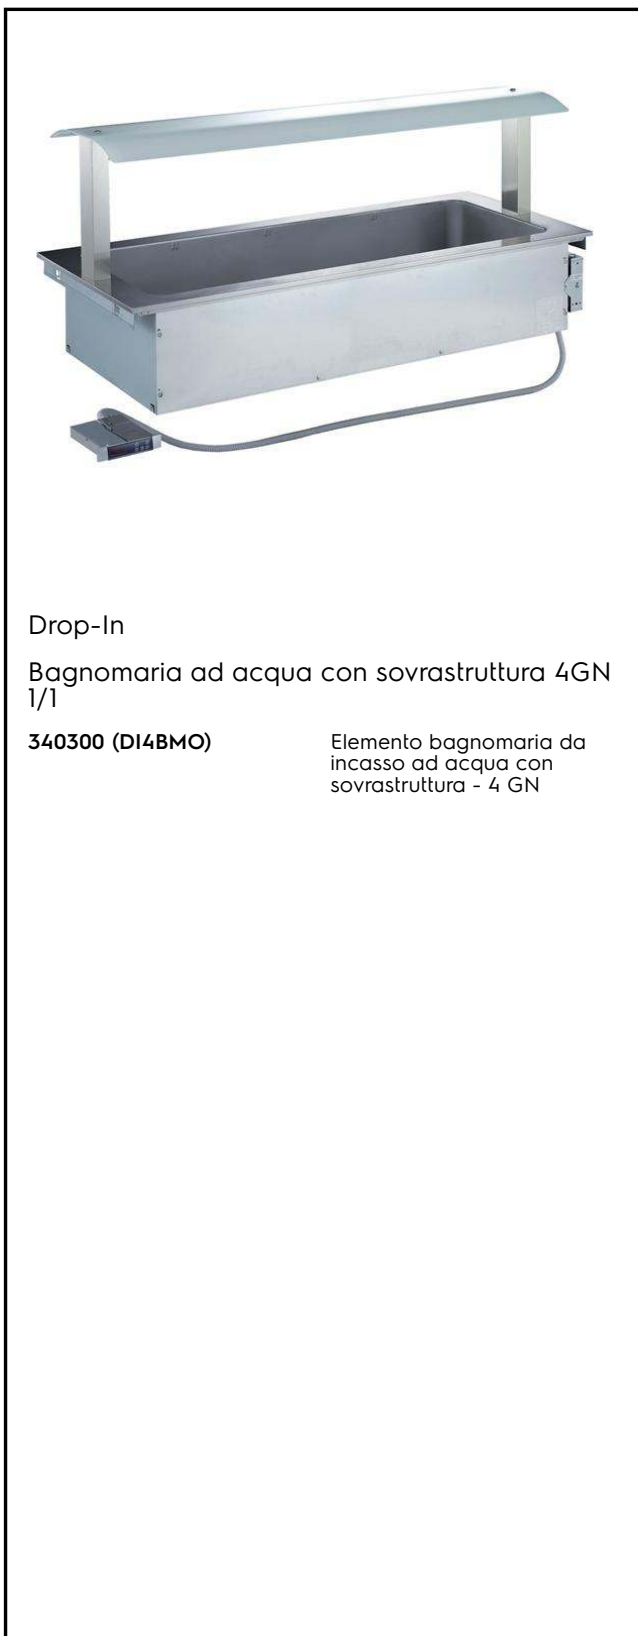 Drop-In
Bagnomaria ad acqua con sovrastruttura 4GN
1/1
340300 (DI4BMO)
Elemento bagnomaria da
incasso ad acqua con
sovrastruttura - 4 GN